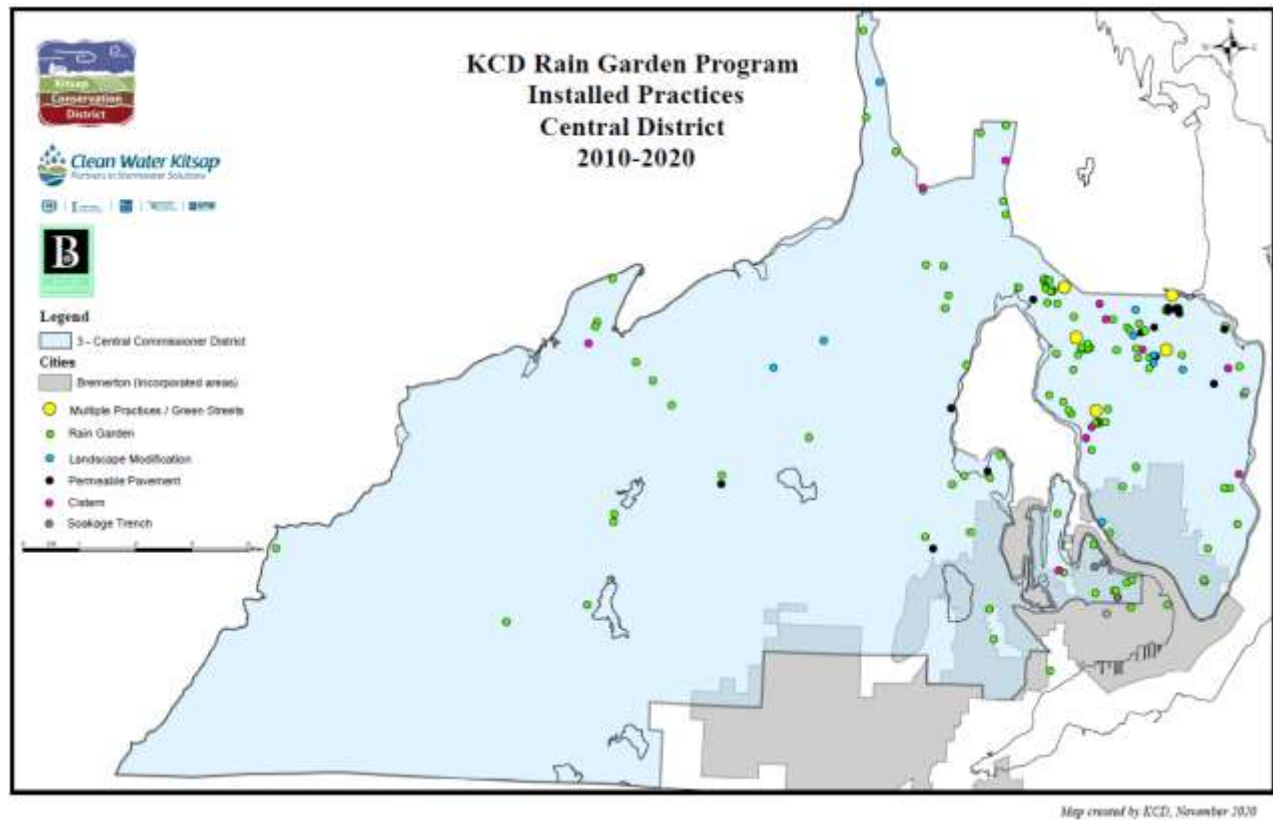 KCD Rain Garden Program
Installed Practices
Central District
2010-2020
Kitsap
Conservation
District
Clean Water Kitsap
Partners in Stormwater Solutions
B
Legend
3 - Central Commissioner District
Cities
Bremerton (Incorporated areas)
Multiple Practices / Green Streets
Rain Garden
Landscape Modification
Permeable Pavement
Cistern
Soakage Trench
Map created by KCD, November 2020